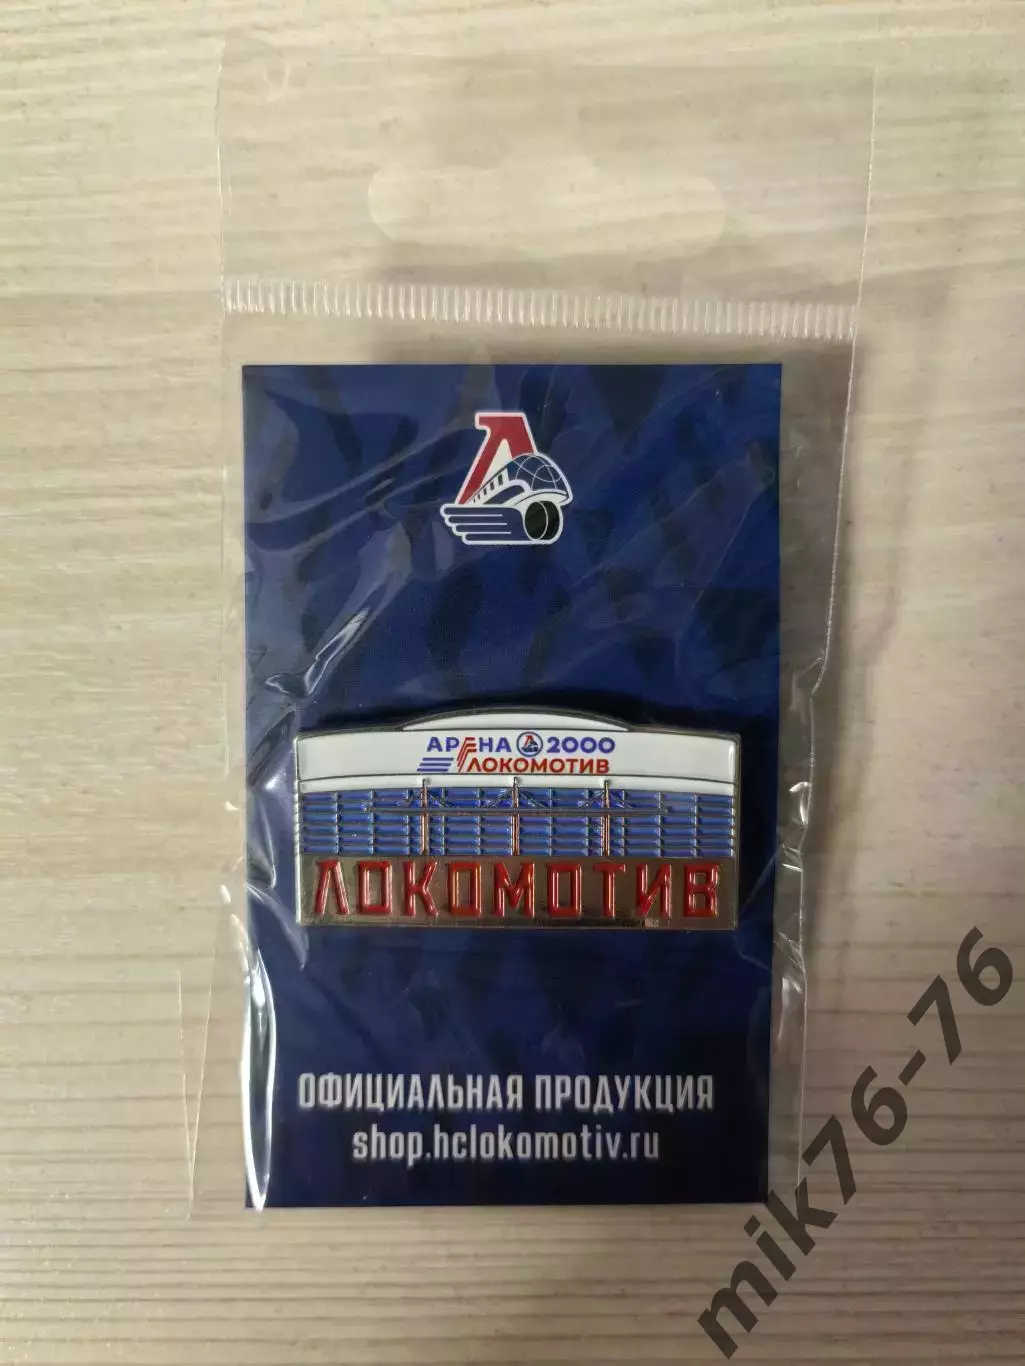 АРЕНА 2000
ЛОКОМОТИВ
ЛОКОМОТИВ
ОФИЦИАЛЬНАЯ ПРОДУКЦИЯ
shop.hclokomotiv.ru
mik76-76